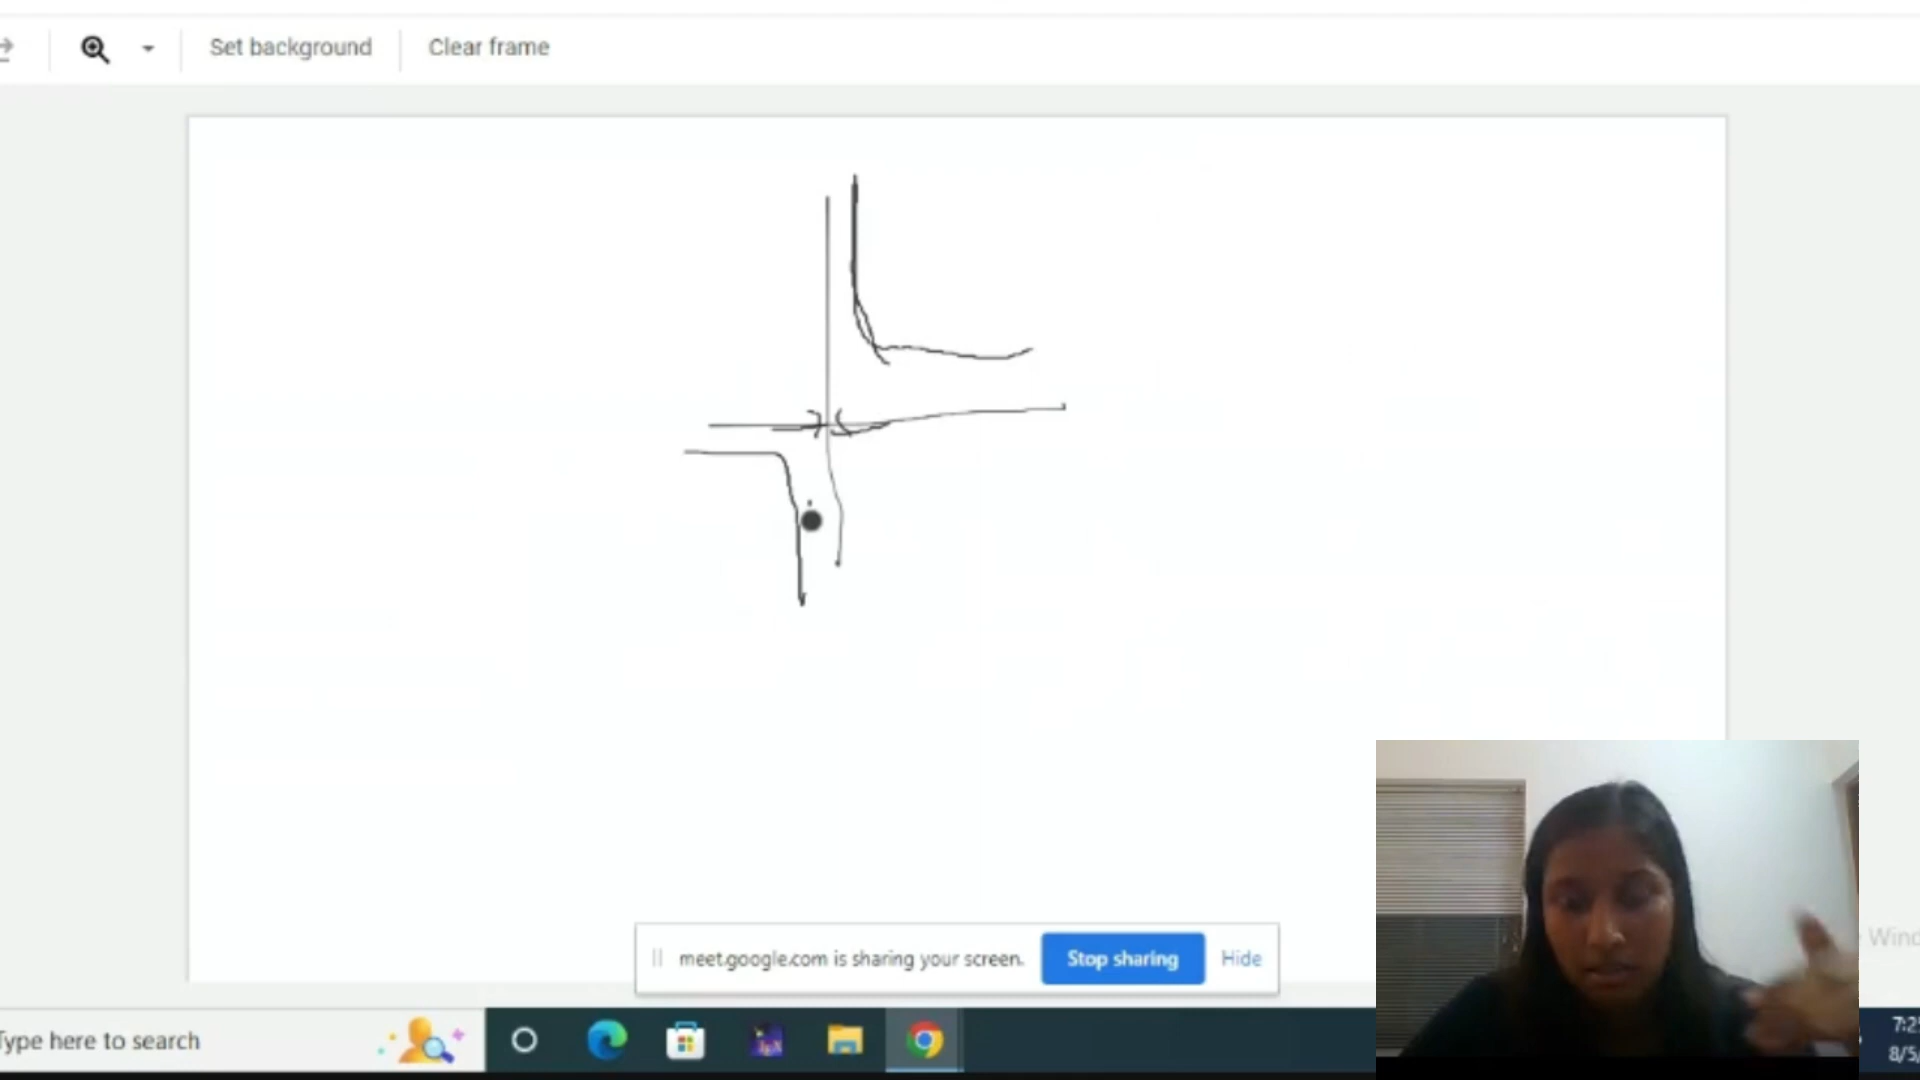 Set background
Clear frame
meet.google.com is sharing your screen.
Stop sharing
Hide
Type here to search